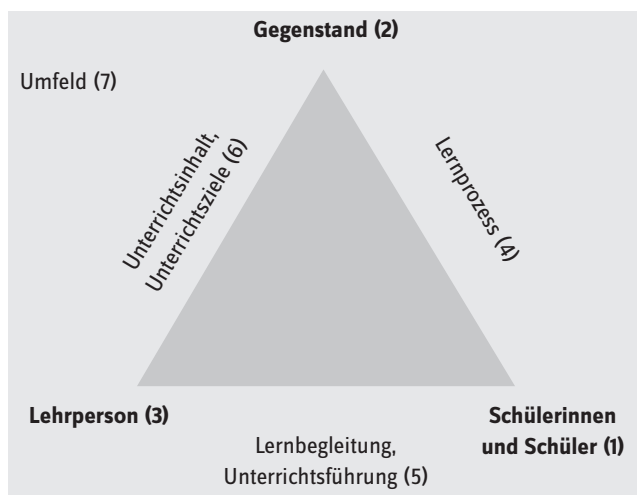 Gegenstand (2)
Umfeld (7)
Unterrichtsinhalt,
Unterrichtsziele (6)
Lernprozess (4)
Lehrperson (3)
Schülerinnen
und Schüler (1)
Lernbegleitung,
Unterrichtsführung (5)